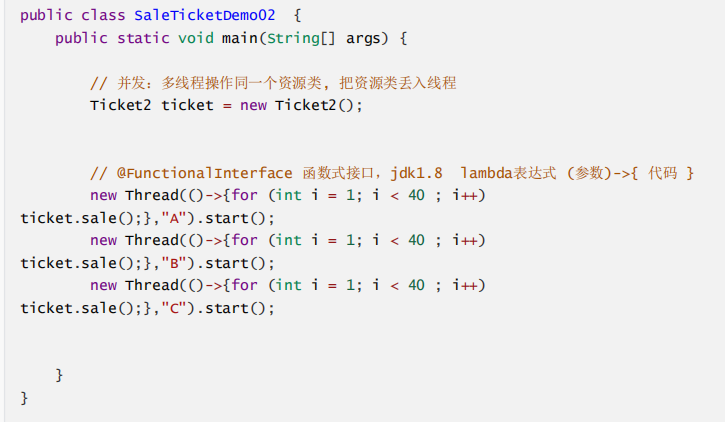 public class SaleTicketDemo02  {
    public static void main(String[] args) {
        // 并发：多线程操作同一个资源类, 把资源类丢入线程
        Ticket2 ticket = new Ticket2();
        // @FunctionalInterface 函数式接口，jdk1.8  lambda表达式 (参数)->{ 代码 }
        new Thread(()->{for (int i = 1; i < 40 ; i++)
ticket.sale();},"A").start();
        new Thread(()->{for (int i = 1; i < 40 ; i++)
ticket.sale();},"B").start();
        new Thread(()->{for (int i = 1; i < 40 ; i++)
ticket.sale();},"C").start();
    }
}